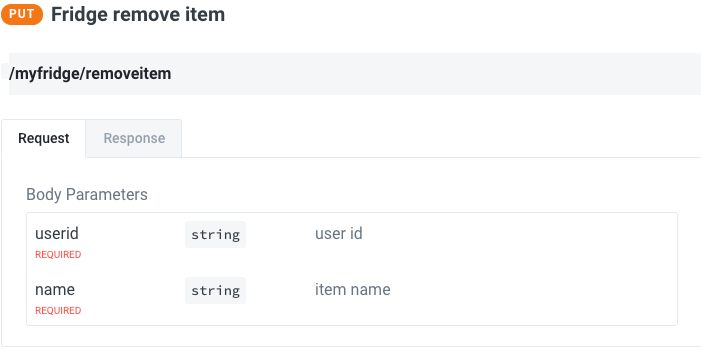 PUT Fridge remove item
/myfridge/removeitem
Request Response
Body Parameters
userid string user id
REQUIRED
name string item name
REQUIRED